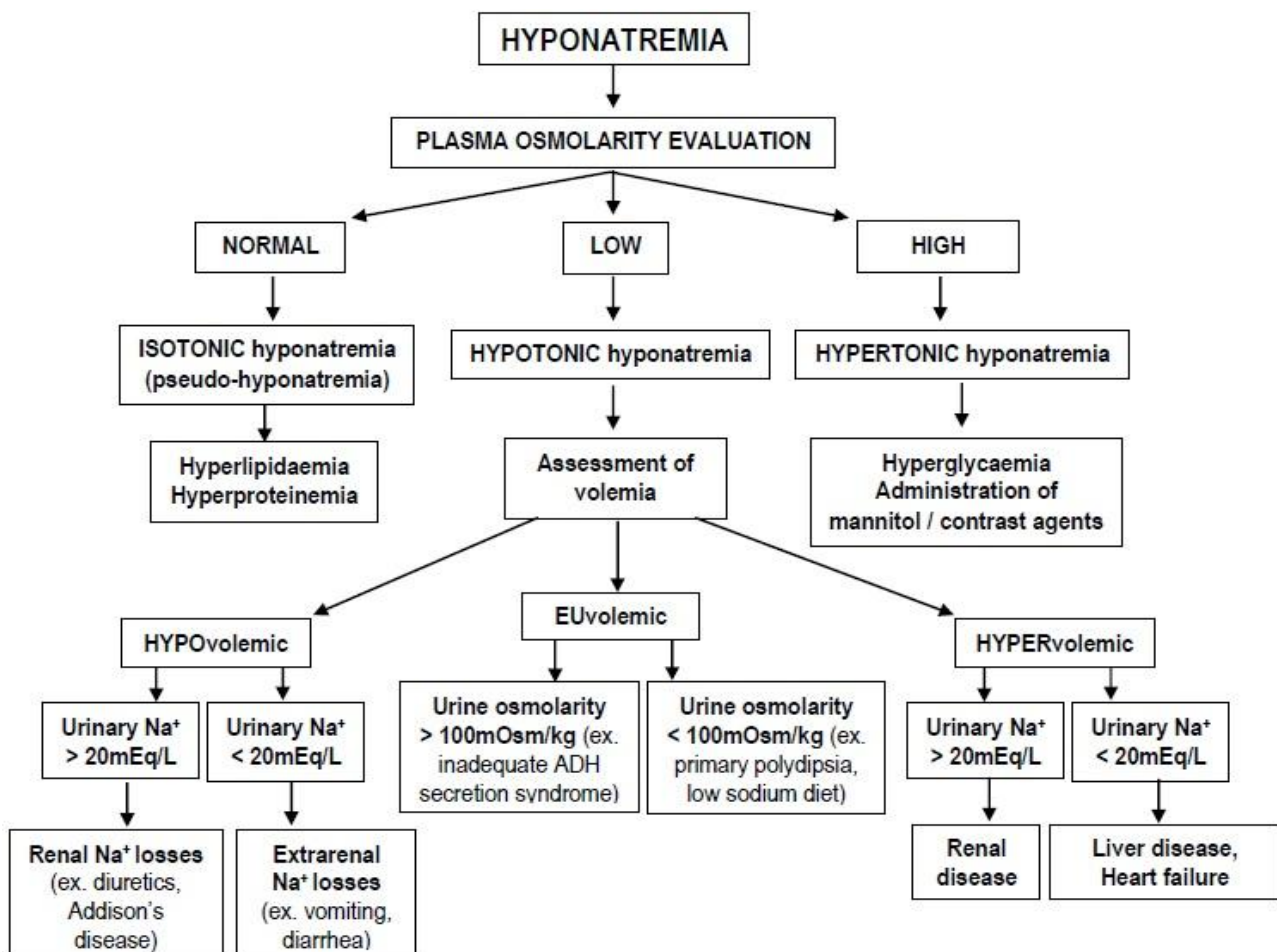 HYPONATREMIA
PLASMA OSMOLARITY EVALUATION
NORMAL
LOW
HIGH
ISOTONIC hyponatremia
(pseudo-hyponatremia)
HYPOTONIC hyponatremia
HYPERTONIC hyponatremia
Hyperlipidaemia
Hyperproteinemia
Assessment of
volemia
Hyperglycaemia
Administration of
mannitol / contrast agents
HYPOvolemic
EUvolemic
HYPERvolemic
Urinary Na⁺
> 20mEq/L
Urinary Na⁺
< 20mEq/L
Urine osmolarity
> 100mOsm/kg (ex.
inadequate ADH
secretion syndrome)
Urine osmolarity
< 100mOsm/kg (ex.
primary polydipsia,
low sodium diet)
Urinary Na⁺
> 20mEq/L
Urinary Na⁺
< 20mEq/L
Renal Na⁺ losses
(ex. diuretics,
Addison's
disease)
Extrarenal
Na⁺ losses
(ex. vomiting,
diarrhea)
Renal
disease
Liver disease,
Heart failure